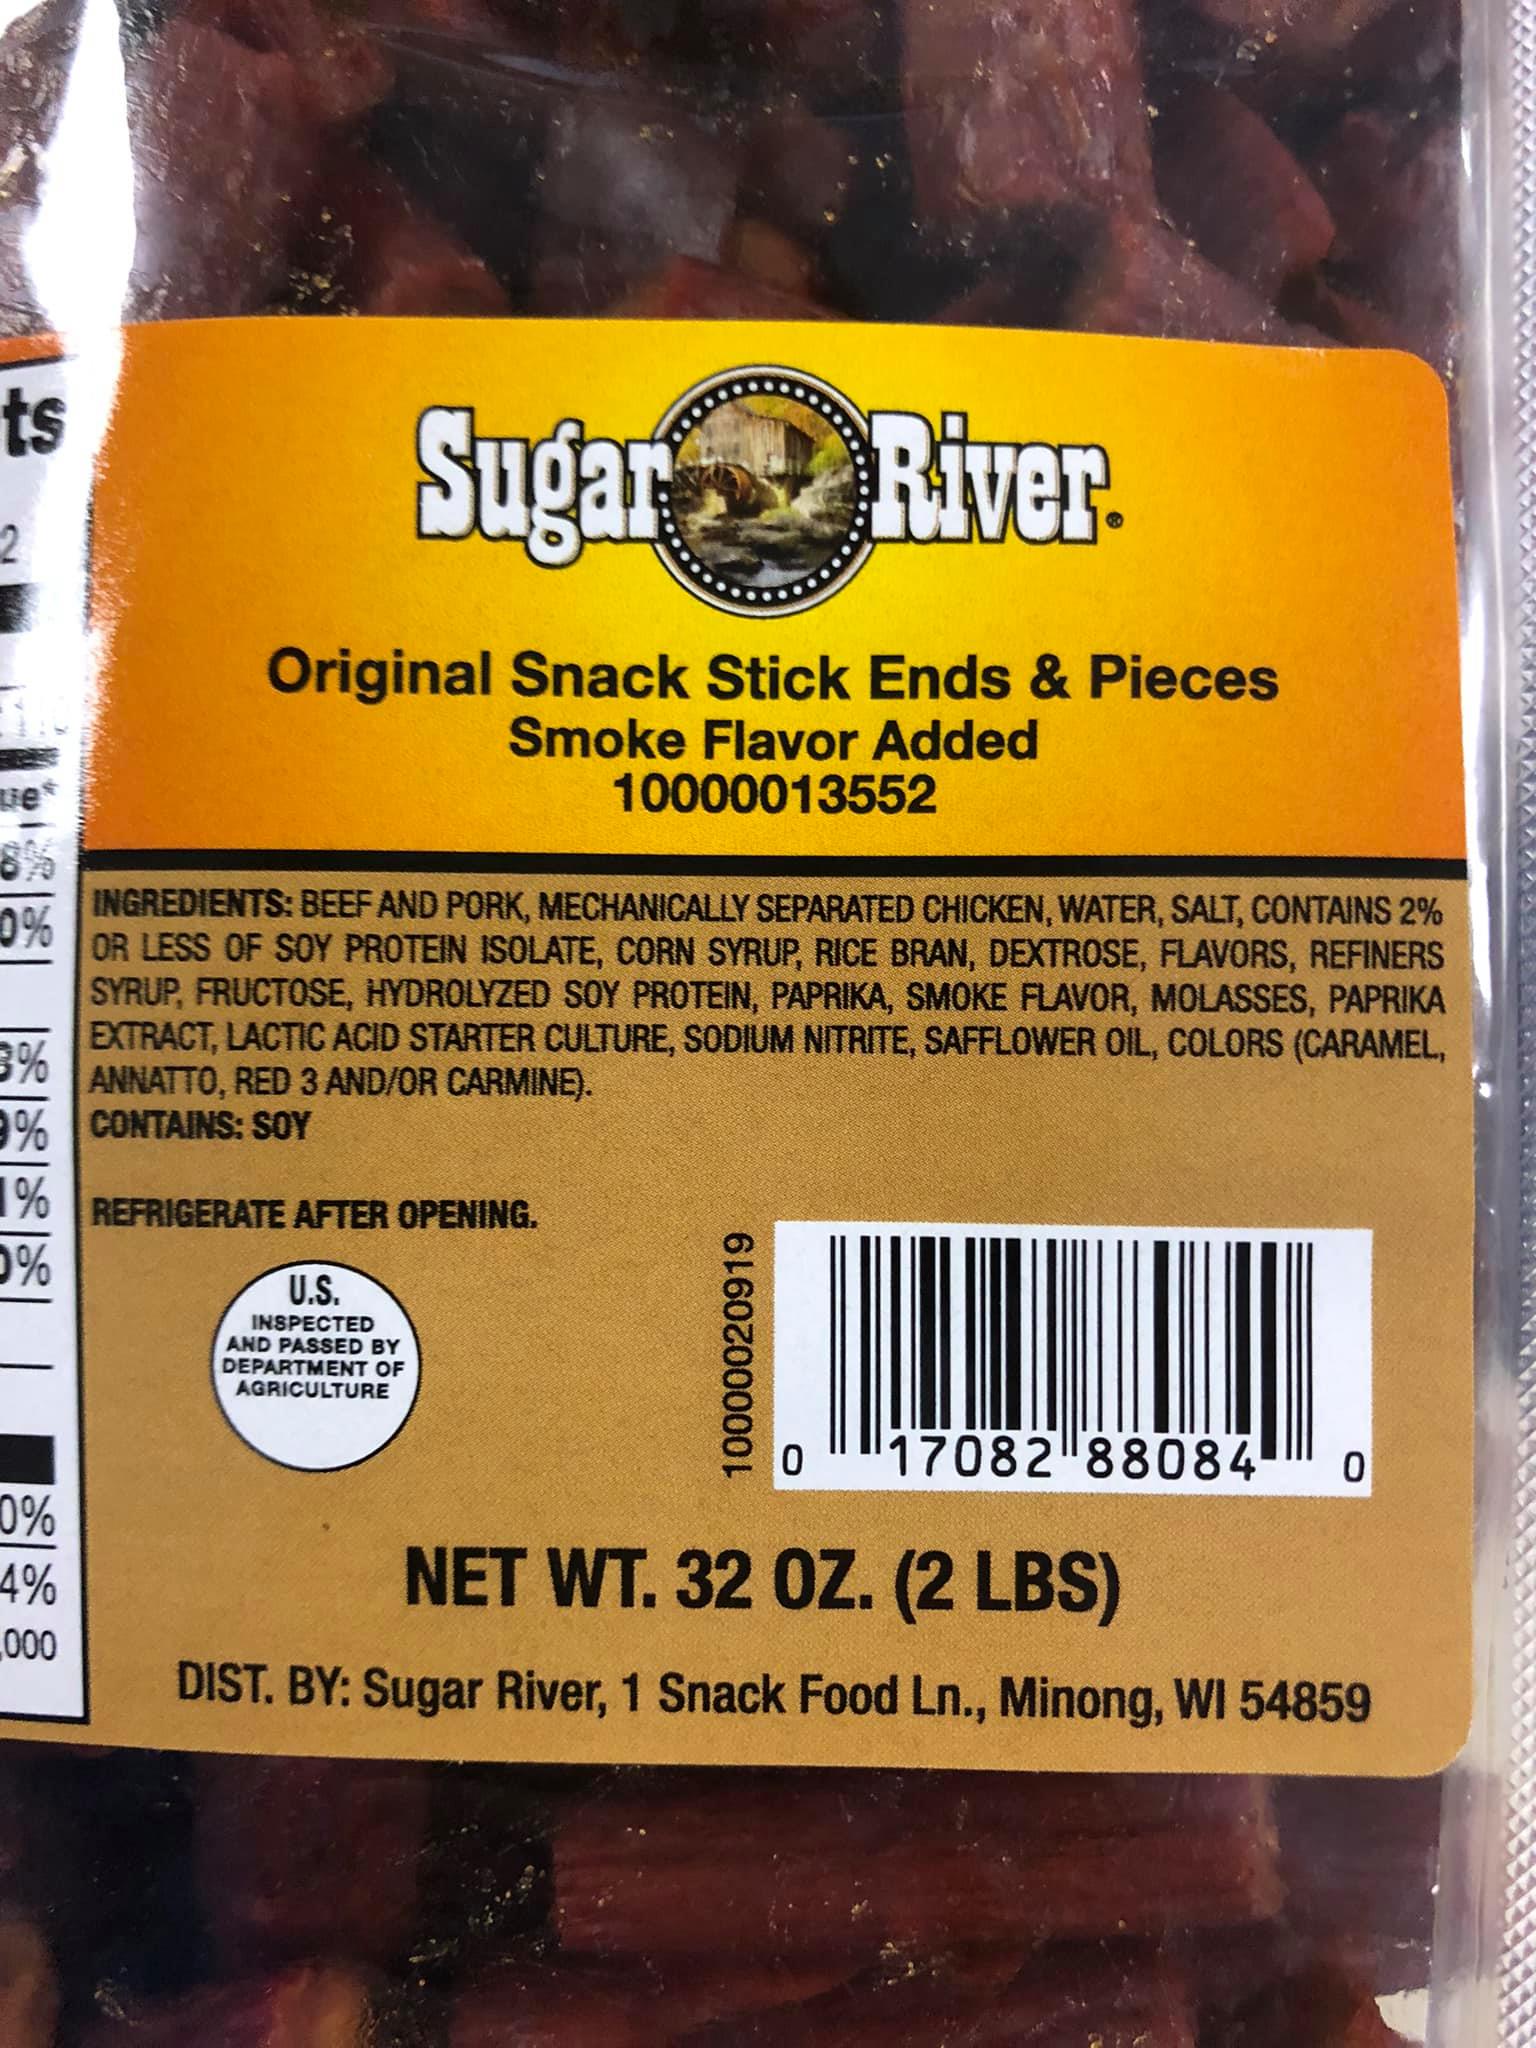 ts
2
ue*
8%
0%
3%
9%
1%
0%
0%
4%
,000
Sugar River®
Original Snack Stick Ends & Pieces
Smoke Flavor Added
10000013552
INGREDIENTS: BEEF AND PORK, MECHANICALLY SEPARATED CHICKEN, WATER, SALT, CONTAINS 2%
OR LESS OF SOY PROTEIN ISOLATE, CORN SYRUP, RICE BRAN, DEXTROSE, FLAVORS, REFINERS
SYRUP, FRUCTOSE, HYDROLYZED SOY PROTEIN, PAPRIKA, SMOKE FLAVOR, MOLASSES, PAPRIKA
EXTRACT, LACTIC ACID STARTER CULTURE, SODIUM NITRITE, SAFFLOWER OIL, COLORS (CARAMEL,
ANNATTO, RED 3 AND/OR CARMINE).
CONTAINS: SOY
REFRIGERATE AFTER OPENING.
U.S.
INSPECTED
AND PASSED BY
DEPARTMENT OF
AGRICULTURE
1000020919
0 17082 88084 0
NET WT. 32 OZ. (2 LBS)
DIST. BY: Sugar River, 1 Snack Food Ln., Minong, WI 54859